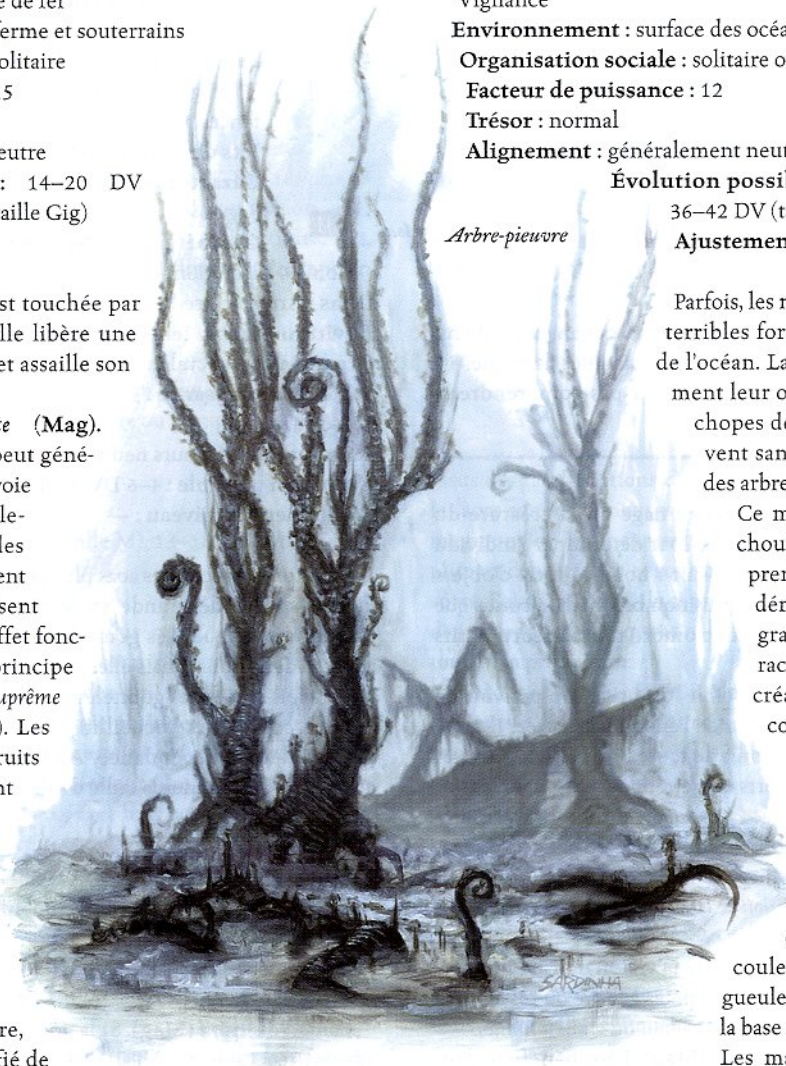 e de fer
ferme et souterrains
olitaire
5
eutre
: 14–20 DV
aille Gig)
st touchée par
lle libère une
et assaille son
te (Mag).
peut géné-
voie
le-
les
ent
sent
ffet fonc-
principe
uprême
). Les
ruits
nt
re,
fié de
Vigilance
Environnement : surface des océa
Organisation sociale : solitaire o
Facteur de puissance : 12
Trésor : normal
Alignement : généralement neu
Évolution possi
36–42 DV (t
Ajustemen
Arbre-pieuvre
Parfois, les
terribles for
de l'océan. La
ment leur o
chopes de
vent san
des arbre
Ce m
chou
pren
dér
gra
rac
créa
co
coule
gueule
la base
Les ma
SARDINHA